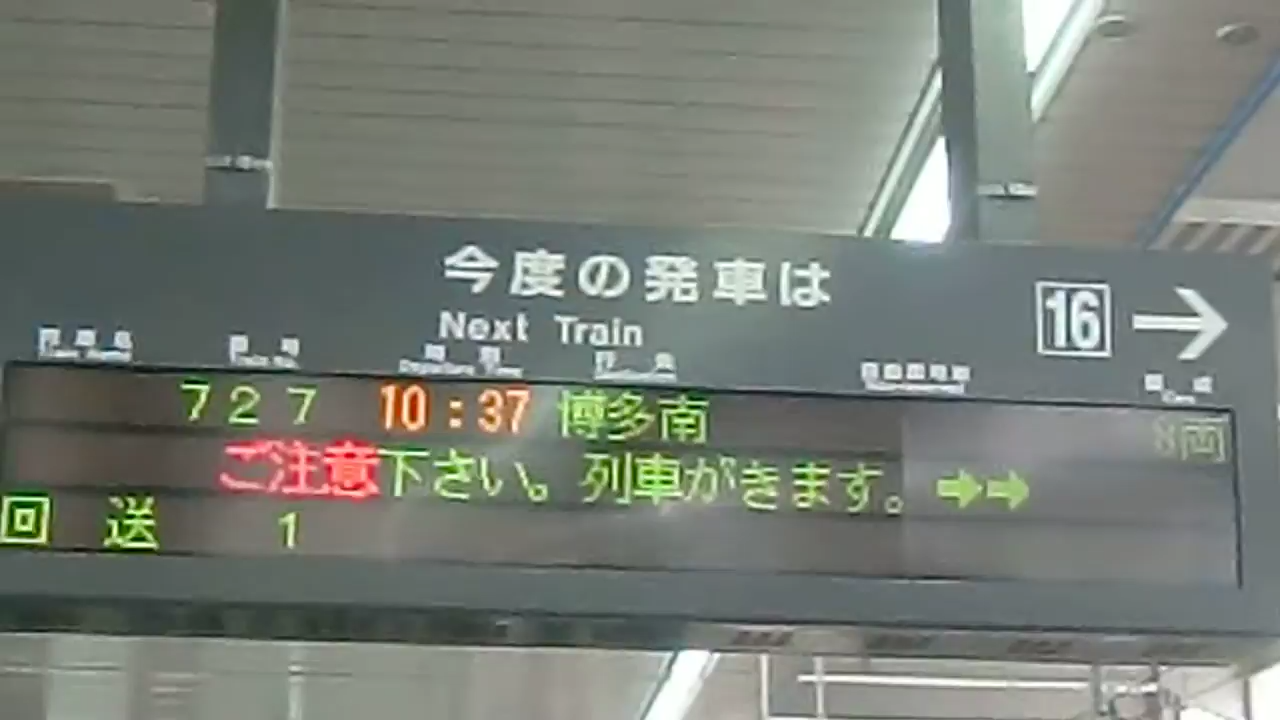 今度の発車は
Next Train
16 →
727 10:37 博多南 8両
ご注意下さい。列車がきます。➡➡
回送 1